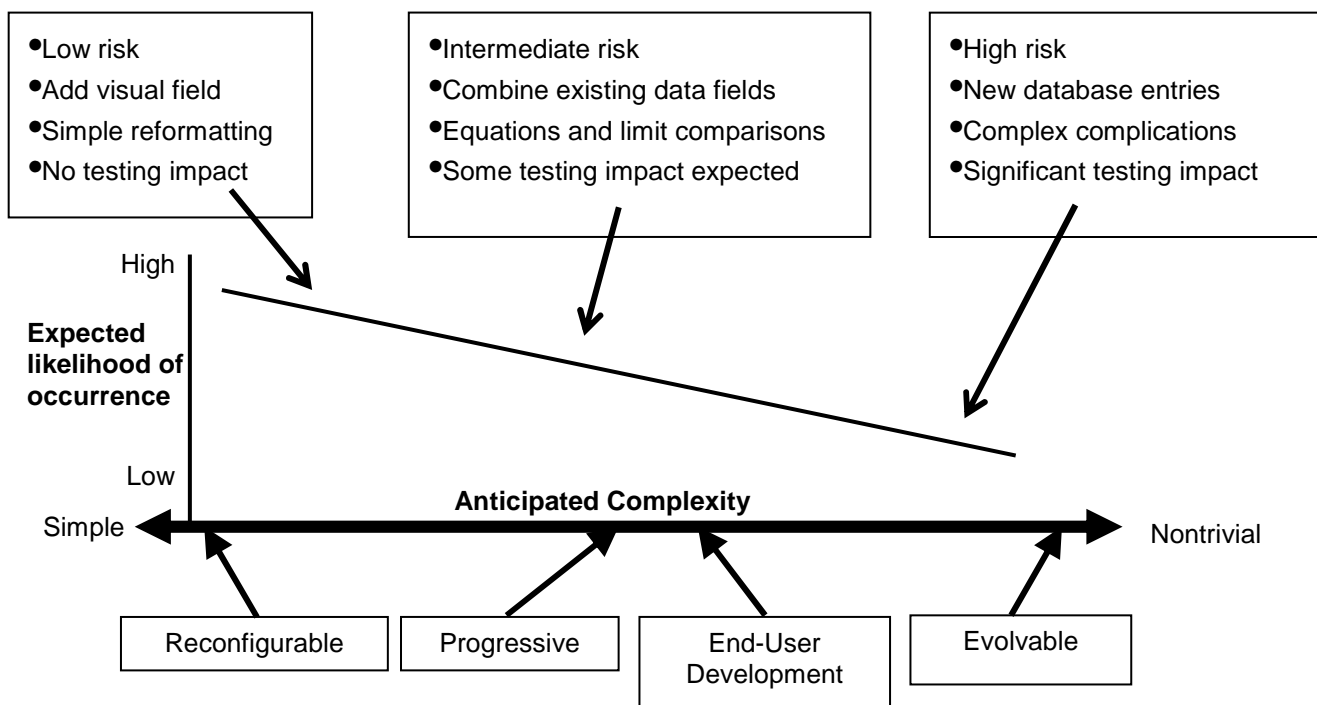 •Low risk
•Add visual field
•Simple reformatting
•No testing impact
•Intermediate risk
•Combine existing data fields
•Equations and limit comparisons
•Some testing impact expected
•High risk
•New database entries
•Complex complications
•Significant testing impact
High
Expected
likelihood of
occurrence
Low
Anticipated Complexity
Simple
Nontrivial
Reconfigurable
Progressive
End-User
Development
Evolvable